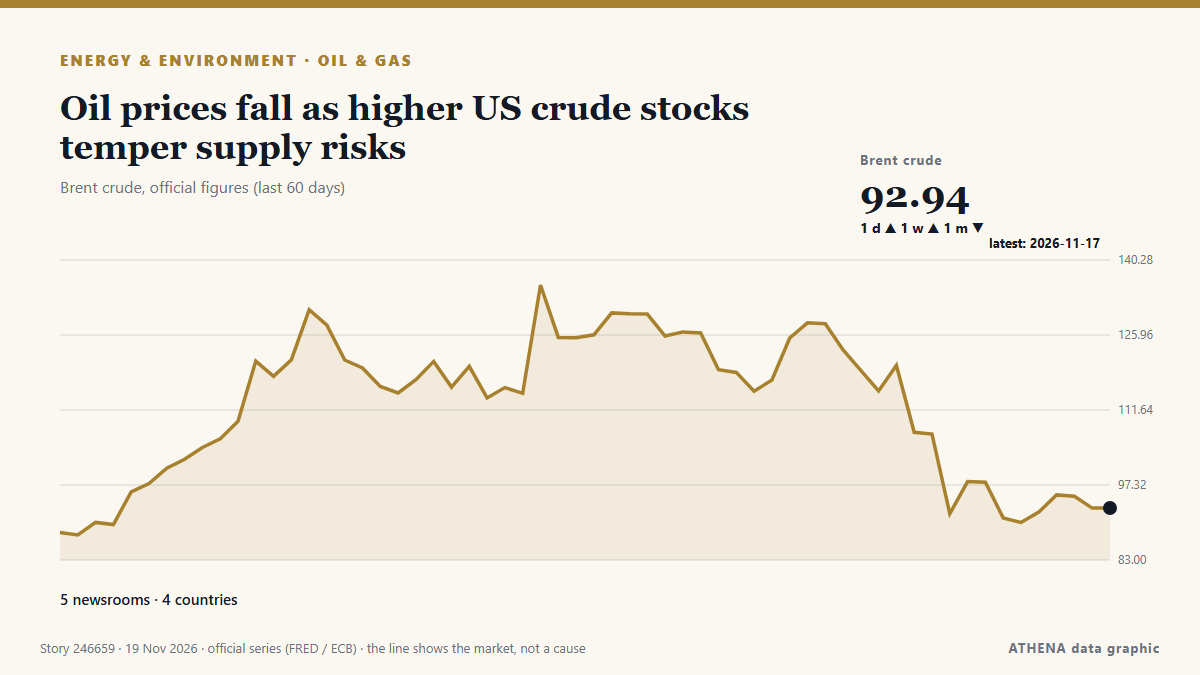 ENERGY & ENVIRONMENT · OIL & GAS
Oil prices fall as higher US crude stocks
temper supply risks
Brent crude, official figures (last 60 days)
Brent crude
92.94
1 d ▲ 1 w ▲ 1 m ▼
latest: 2026-11-17
140.28
125.96
111.64
97.32
83.00
5 newsrooms · 4 countries
Story 246659 · 19 Nov 2026 · official series (FRED / ECB) · the line shows the market, not a cause
ATHENA data graphic